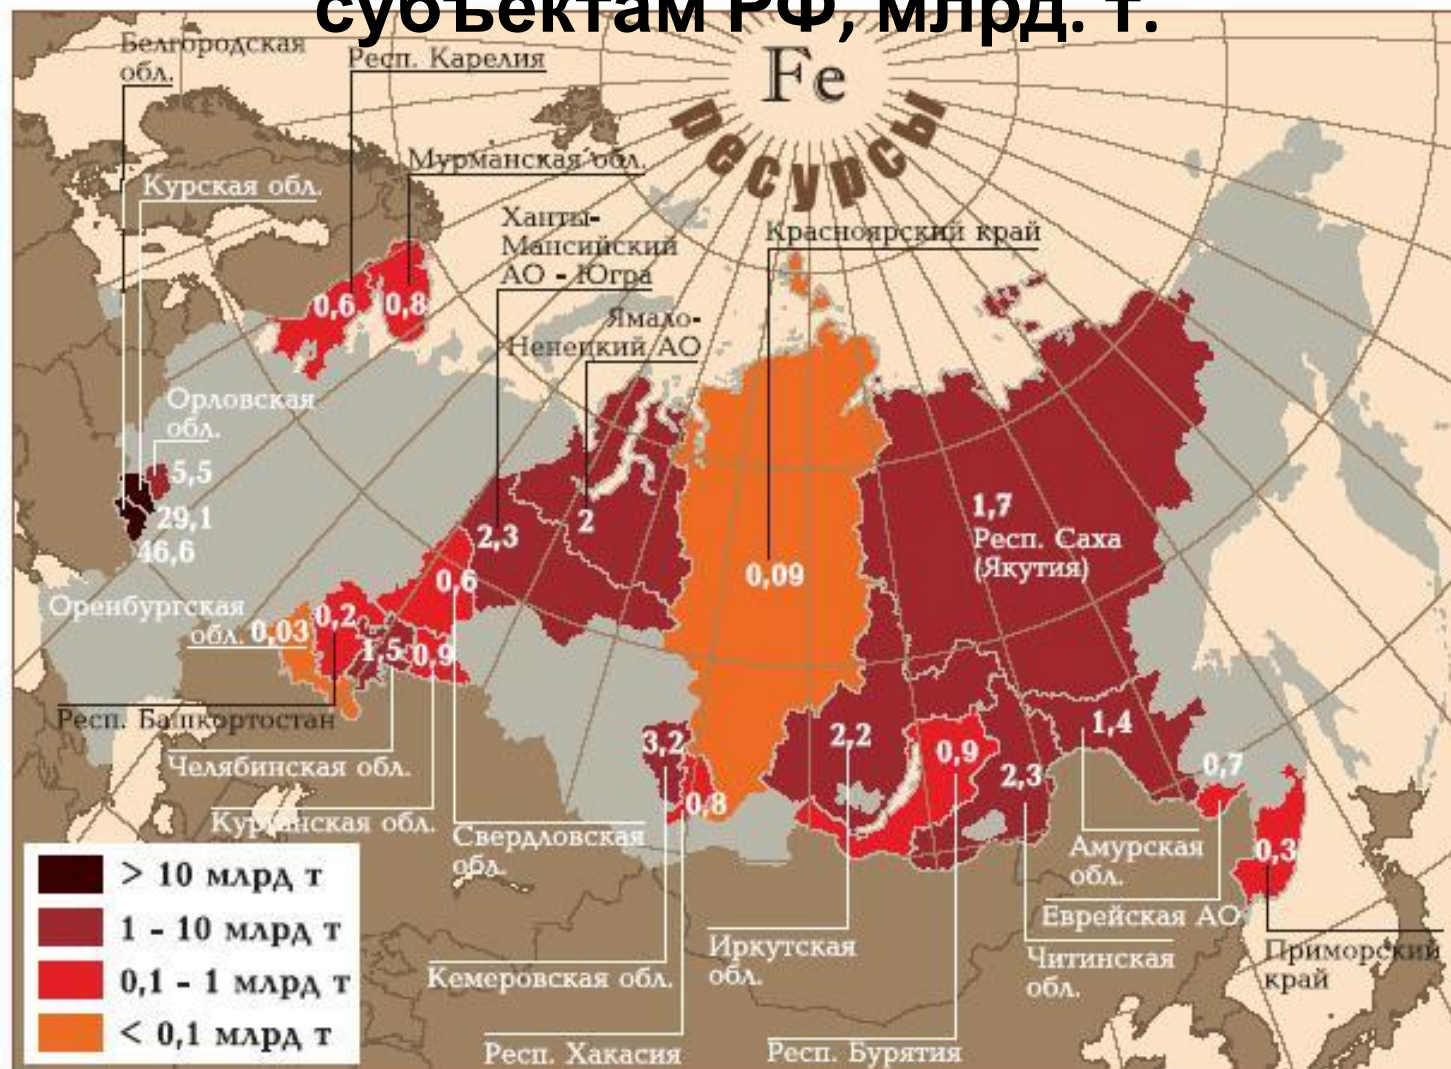 субъектам РФ, млрд. т.
Fe
ресурсы
Белгородская
обл.
Респ. Карелия
Мурманская обл.
Курская обл.
Ханты-
Мансийский
АО - Югра
Красноярский край
Ямало-
Ненецкий АО
0,6
0,8
Орловская
обл.
5,5
29,1
46,6
2,3
2
1,7
Респ. Саха
(Якутия)
0,09
0,6
Оренбургская
обл. 0,03
0,2
1,5
0,9
Респ. Башкортостан
Челябинская обл.
Курганская обл.
Свердловская
обл.
3,2
0,8
2,2
0,9
2,3
1,4
0,7
0,3
Амурская
обл.
Еврейская АО
Приморский
край
Читинская
обл.
Иркутская
обл.
Кемеровская обл.
Респ. Хакасия
Респ. Бурятия
> 10 млрд т
1 - 10 млрд т
0,1 - 1 млрд т
< 0,1 млрд т